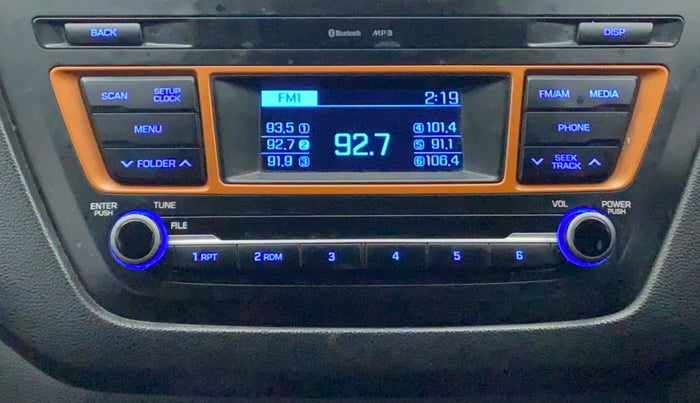 BACK
Bluetooth MP3
DISP
SCAN SETUP CLOCK
MENU
FOLDER
FM1 2:19
93.5 1
92.7 2
91.9 3
92.7
4 101.4
5 91.1
6 106.4
FM/AM MEDIA
PHONE
SEEK TRACK
ENTER PUSH
TUNE
FILE
VOL
POWER PUSH
1 RPT 2 RDM 3 4 5 6